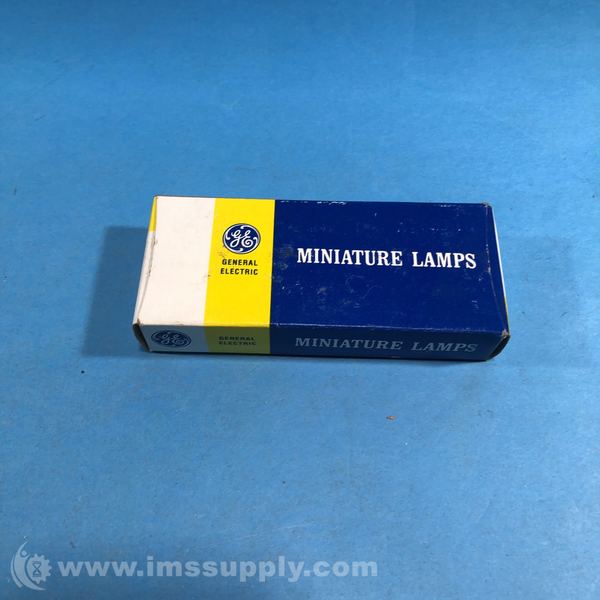 GE
GENERAL
ELECTRIC
MINIATURE LAMPS
GE
GENERAL
ELECTRIC
MINIATURE LAMPS
www.imssupply.com